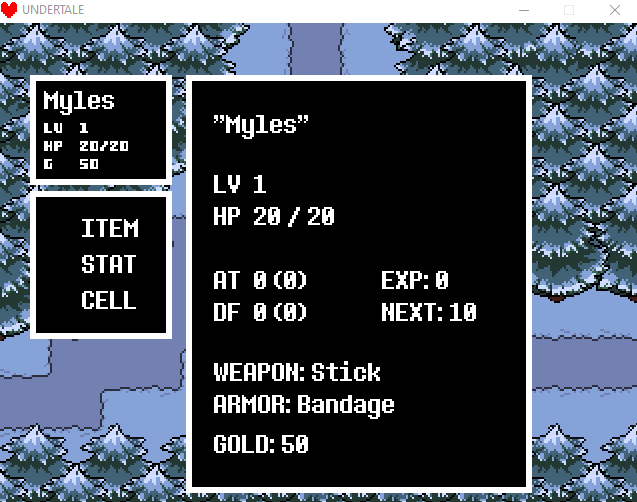 UNDERTALE
Myles
LV 1
HP 20/20
G 50
ITEM
STAT
CELL
"Myles"
LV 1
HP 20 / 20
AT 0 (0) EXP: 0
DF 0 (0) NEXT: 10
WEAPON: Stick
ARMOR: Bandage
GOLD: 50